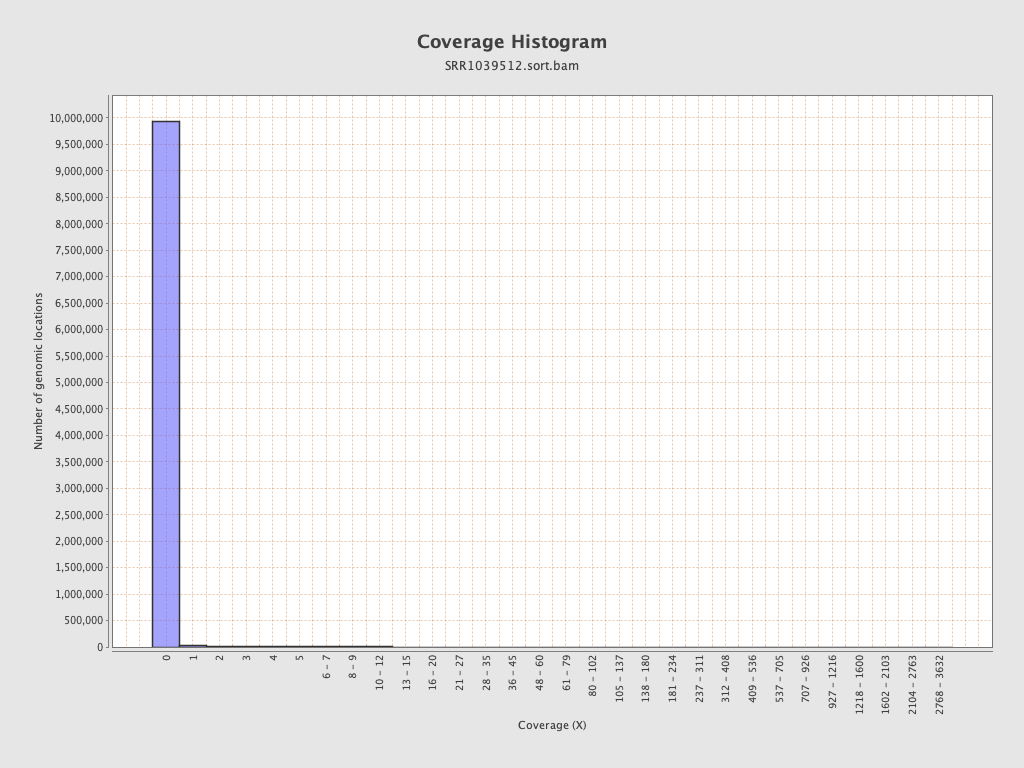 Coverage Histogram
SRR1039512.sort.bam
10,000,000
9,500,000
9,000,000
8,500,000
8,000,000
7,500,000
7,000,000
6,500,000
6,000,000
5,500,000
5,000,000
4,500,000
4,000,000
3,500,000
3,000,000
2,500,000
2,000,000
1,500,000
1,000,000
500,000
0
Number of genomic locations
0
1
2
3
4
5
6 - 7
8 - 9
10 - 12
13 - 15
16 - 20
21 - 27
28 - 35
36 - 45
48 - 60
61 - 79
80 - 102
105 - 137
138 - 180
181 - 234
237 - 311
312 - 408
409 - 536
537 - 705
707 - 926
927 - 1216
1218 - 1600
1602 - 2103
2104 - 2763
2768 - 3632
Coverage (X)